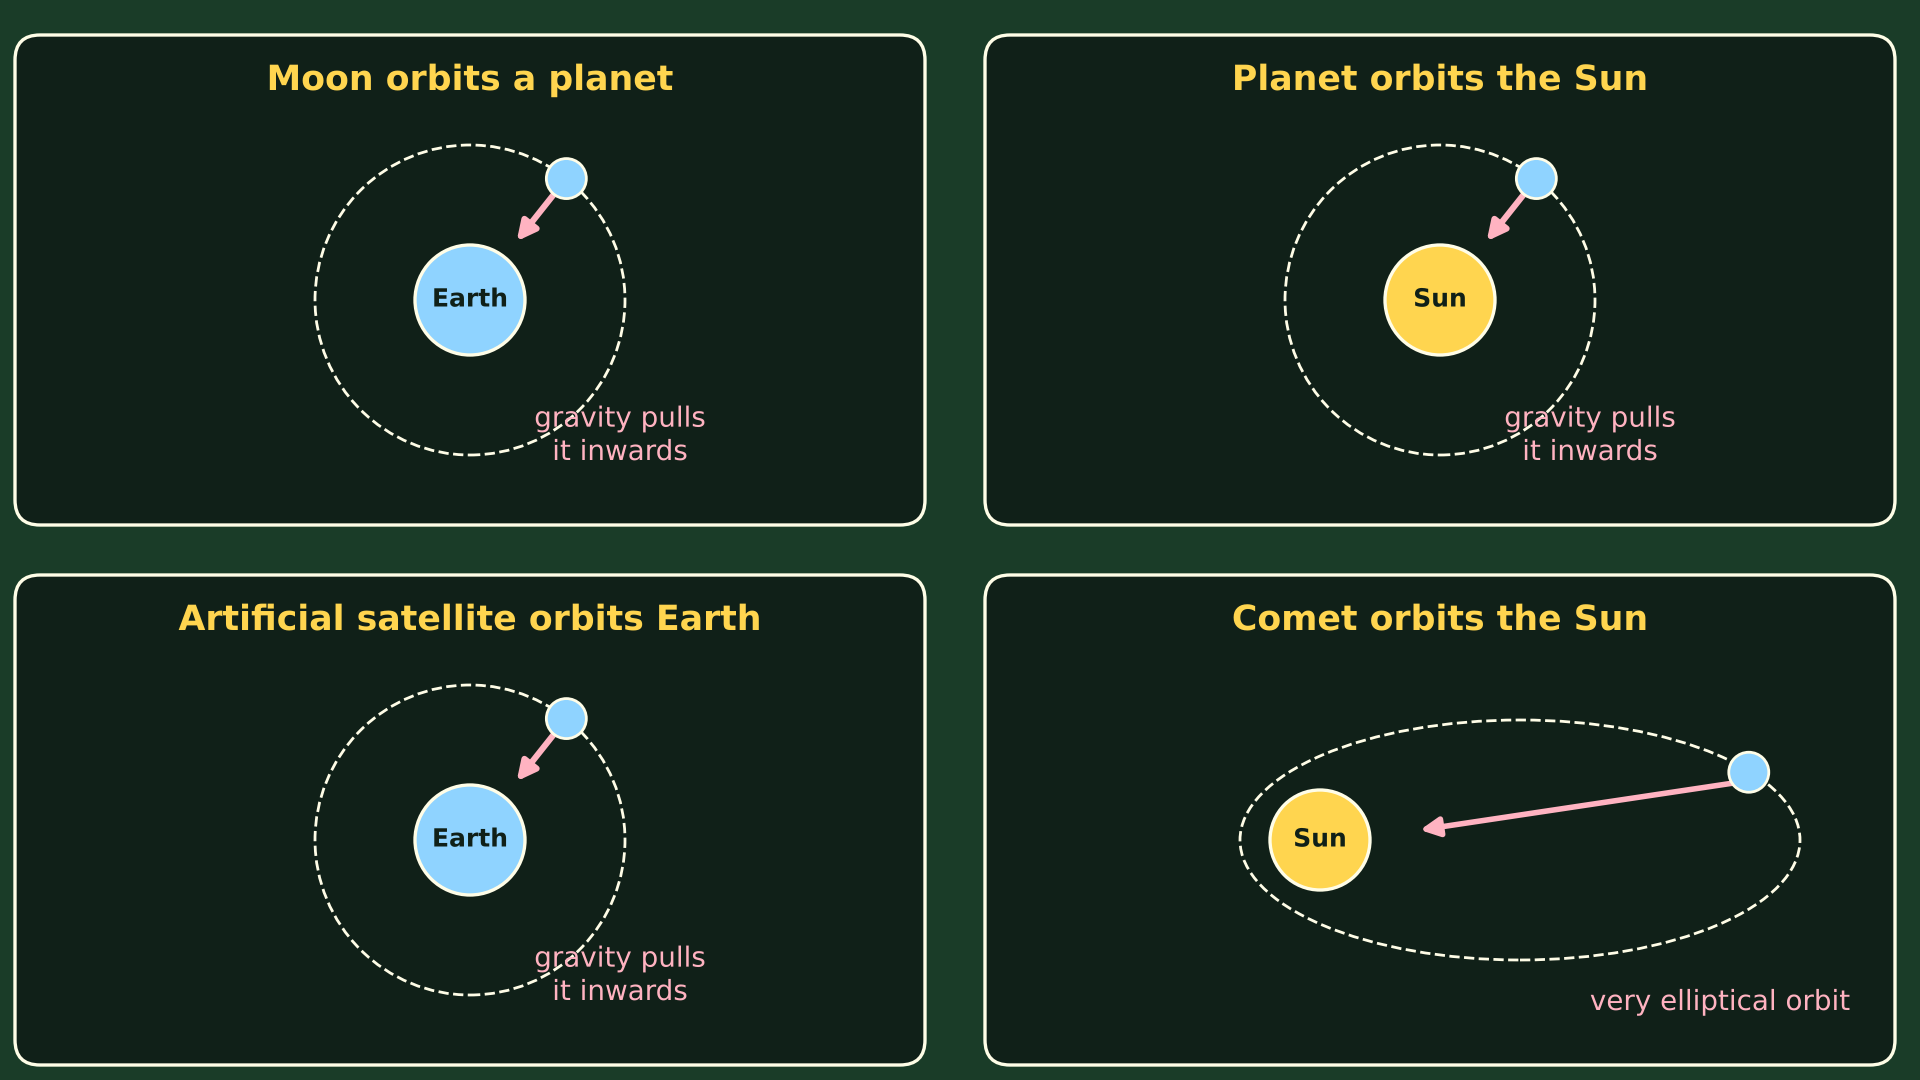 Moon orbits a planet
Earth
gravity pulls
it inwards
Planet orbits the Sun
Sun
gravity pulls
it inwards
Artificial satellite orbits Earth
Earth
gravity pulls
it inwards
Comet orbits the Sun
Sun
very elliptical orbit